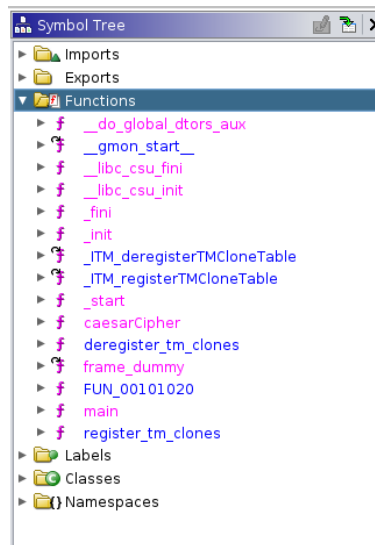 Symbol Tree
Imports
Exports
f Functions
f __do_global_dtors_aux
f __gmon_start__
f __libc_csu_fini
f __libc_csu_init
f _fini
f _init
f _ITM_deregisterTMCloneTable
f _ITM_registerTMCloneTable
f _start
f caesarCipher
f deregister_tm_clones
f frame_dummy
f FUN_00101020
f main
f register_tm_clones
Labels
C Classes
{} Namespaces